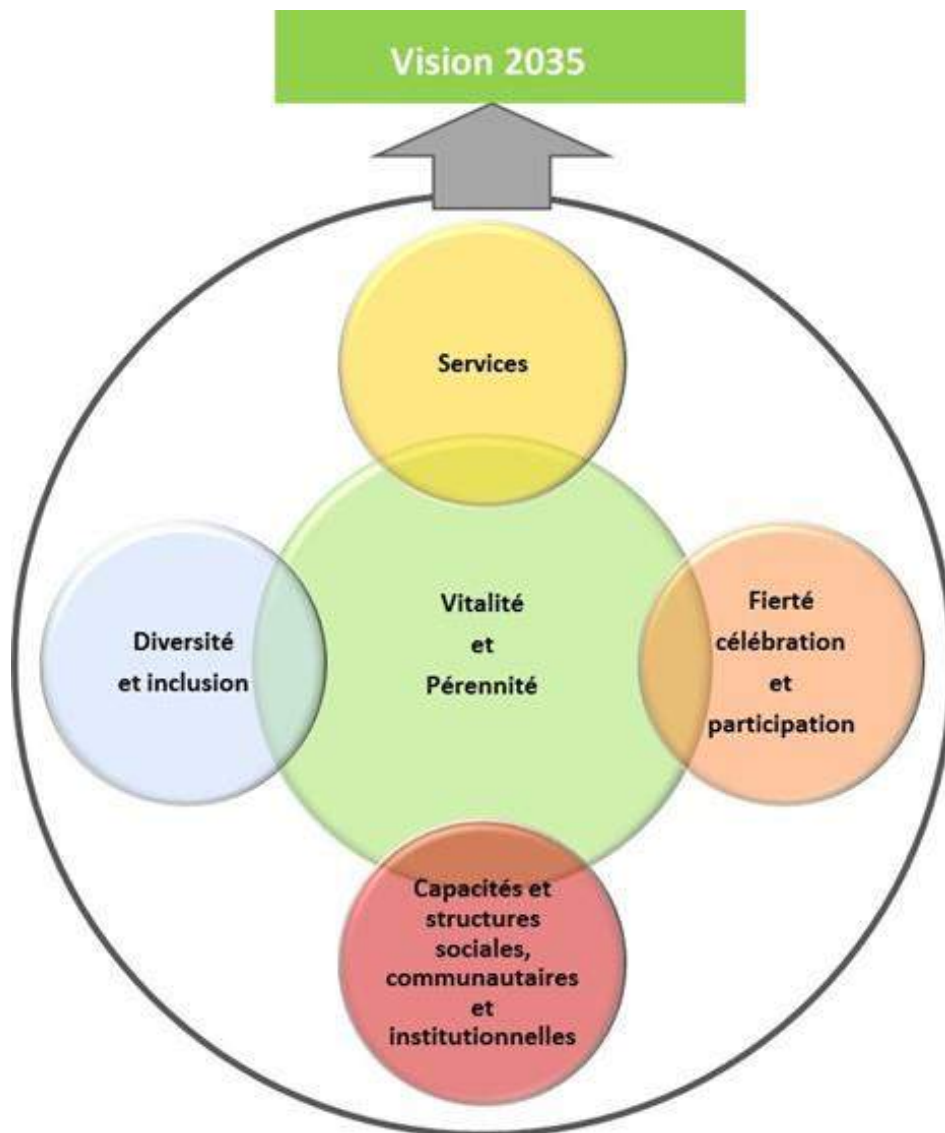 Vision 2035
Services
Diversité
et inclusion
Vitalité
et
Pérennité
Fierté
célébration
et
participation
Capacités et
structures
sociales,
communautaires
et
institutionnelles